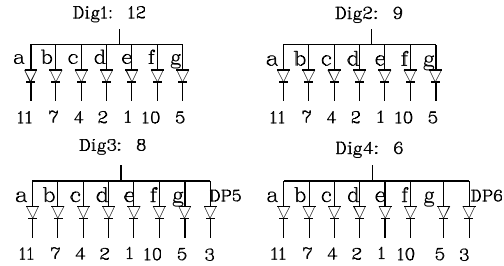 Dig1: 12 Dig2: 9
a b c d e f g a b c d e f g
11 7 4 2 1 10 5 11 7 4 2 1 10 5
Dig3: 8 Dig4: 6
a b c d e f g DP5 a b c d e f g DP6
11 7 4 2 1 10 5 3 11 7 4 2 1 10 5 3